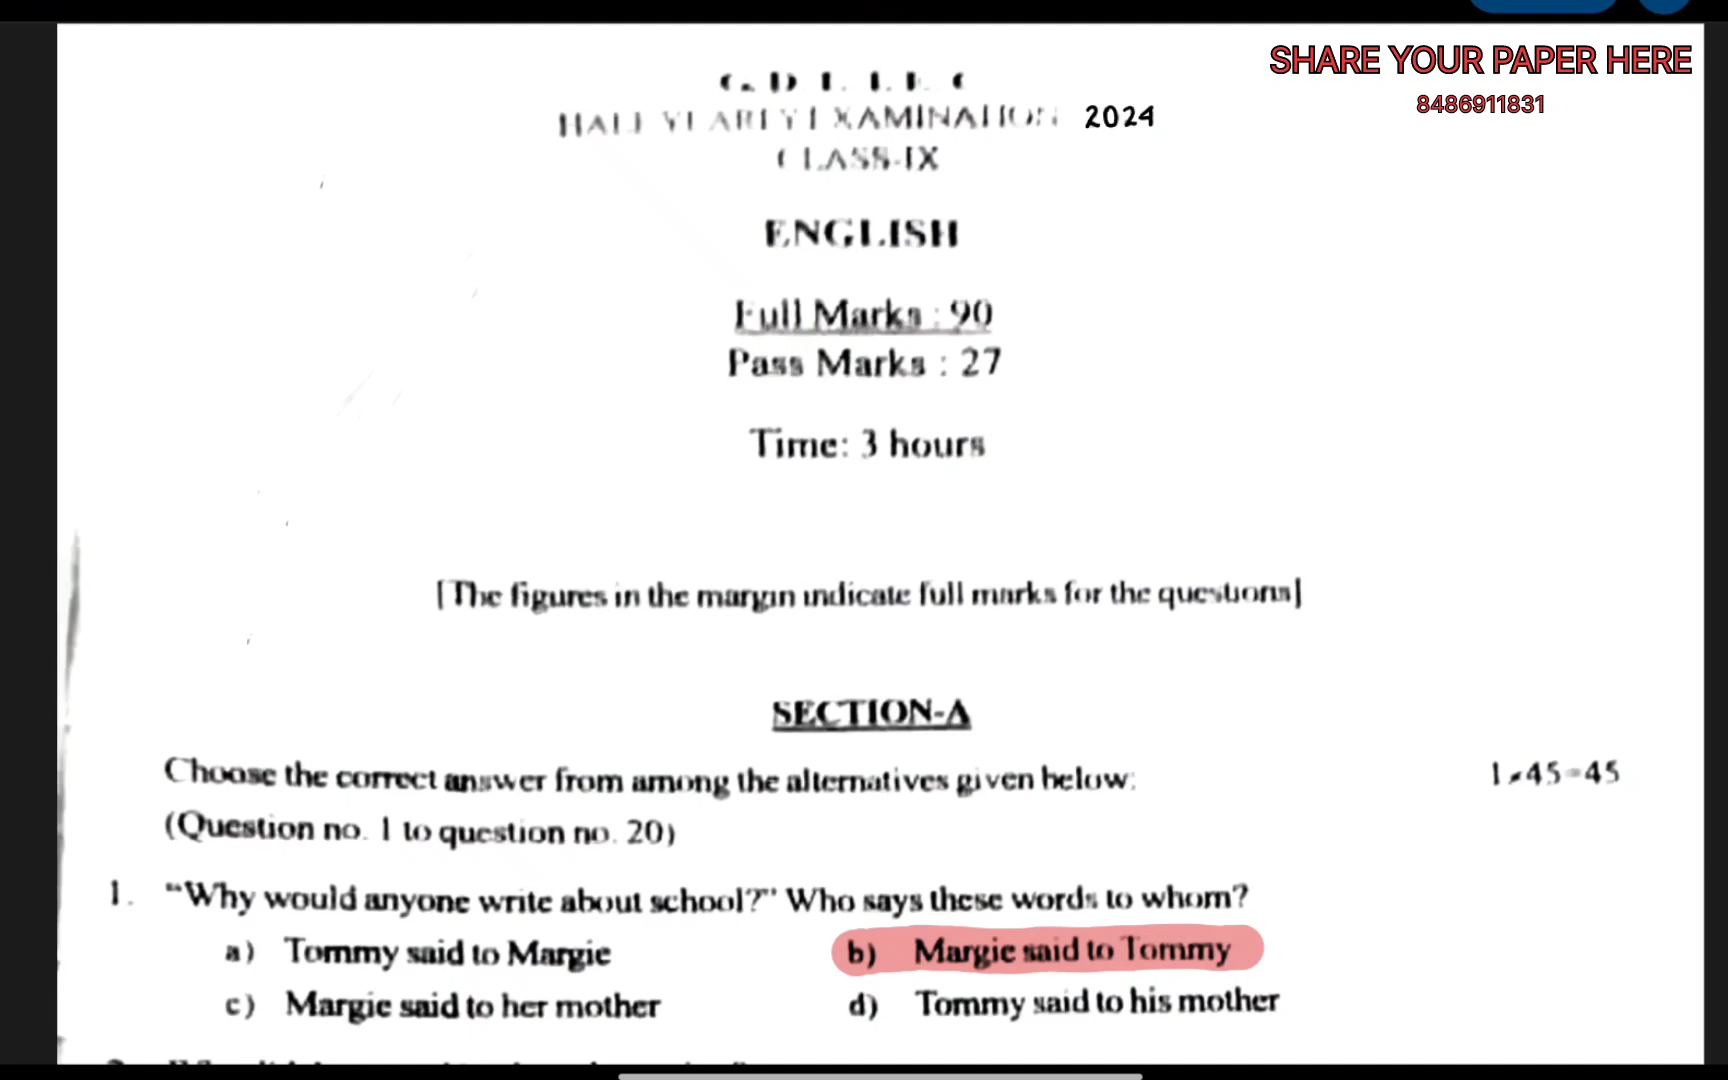 SHARE YOUR PAPER HERE
8486911831
HALF YEARLY EXAMINATION 2024
CLASS-IX
ENGLISH
Full Marks : 90
Pass Marks : 27
Time: 3 hours
[The figures in the margin indicate full marks for the questions]
SECTION-A
Choose the correct answer from among the alternatives given below: 1×45=45
(Question no. 1 to question no. 20)
1. “Why would anyone write about school?” Who says these words to whom?
a) Tommy said to Margie b) Margie said to Tommy
c) Margie said to her mother d) Tommy said to his mother